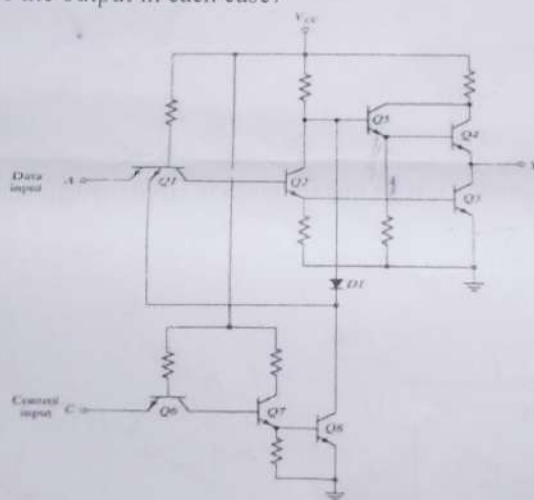 the output in each case?
VCC
Q5
Q4
Data
input
A
Q1
Q2
Y
Q3
D1
Control
input
C
Q6
Q7
Q8